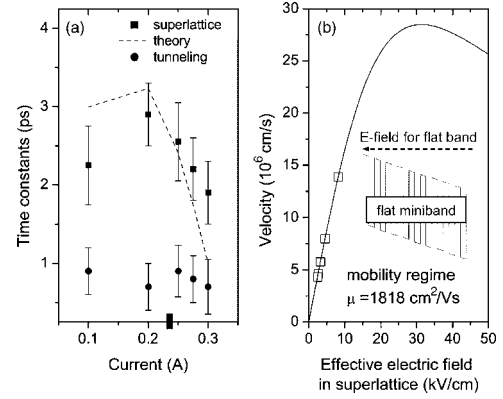 (a)
superlattice
theory
tunneling
Time constants (ps)
4
3
2
1
0.1
0.2
0.3
Current (A)
(b)
Velocity (10⁶ cm/s)
30
25
20
15
10
5
0
E-field for flat band
flat miniband
mobility regime
μ =1818 cm²/Vs
0
10
20
30
40
50
Effective electric field
in superlattice (kV/cm)